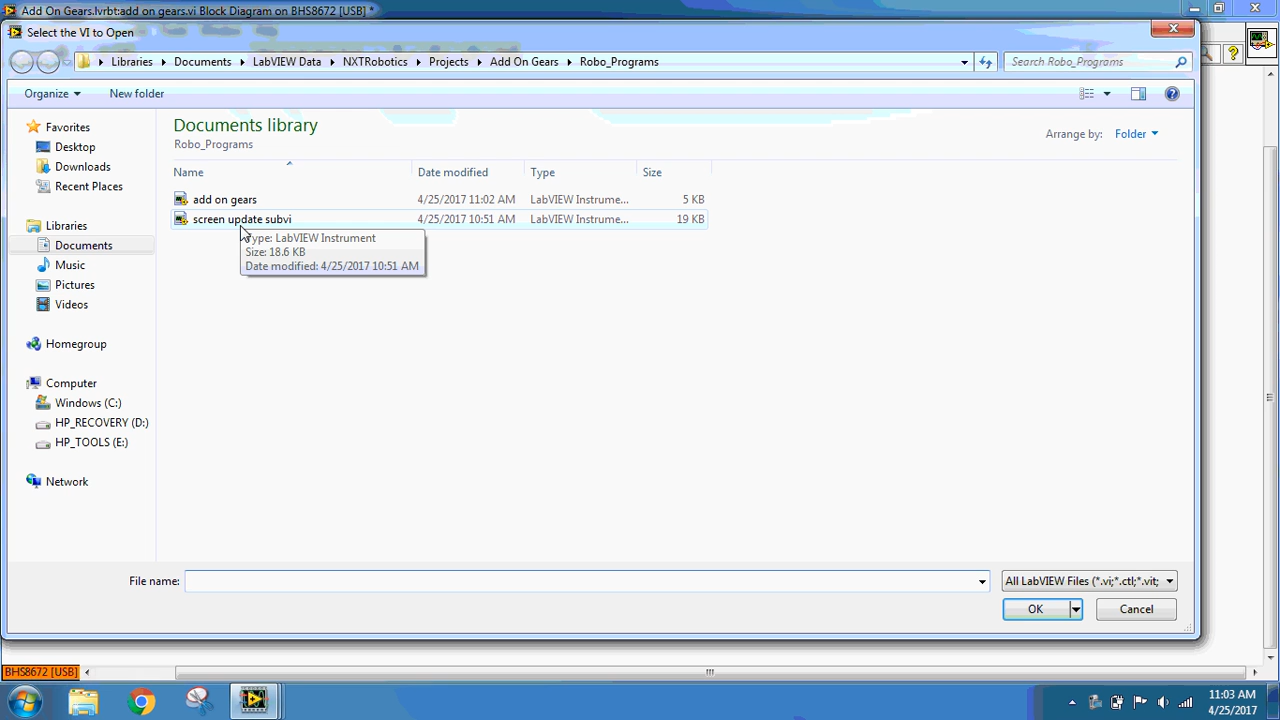 Add On Gears.lvrbt:add on gears.vi Block Diagram on BHS8672 [USB] *
Select the VI to Open
Libraries Documents LabVIEW Data NXTRobotics Projects Add On Gears Robo_Programs
Search Robo_Programs
Organize New folder
Favorites
Desktop
Downloads
Recent Places
Libraries
Documents
Music
Pictures
Videos
Homegroup
Computer
Windows (C:)
HP_RECOVERY (D:)
HP_TOOLS (E:)
Network
Documents library
Robo_Programs
Arrange by: Folder
Name Date modified Type Size
add on gears 4/25/2017 11:02 AM LabVIEW Instrume... 5 KB
screen update subvi 4/25/2017 10:51 AM LabVIEW Instrume... 19 KB
Type: LabVIEW Instrument
Size: 18.6 KB
Date modified: 4/25/2017 10:51 AM
File name:
All LabVIEW Files (*.vi;*.ctl;*.vit;
OK Cancel
BHS8672 [USB]
11:03 AM
4/25/2017